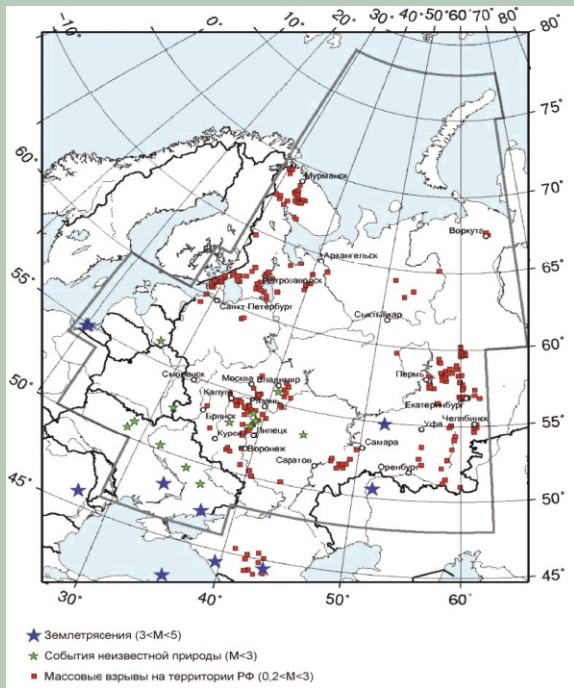 -10° 0° 10° 20° 30° 40° 50° 60° 70° 80°
80°
75°
60°
Мурманск
70°
Воркута
Архангельск
65°
55°
Петрозаводск
Санкт-Петербург
Сыктывкар
60°
50°
Смоленск
Москва Владимир
Пермь
Калуга
Рязань
Екатеринбург
Брянск
Челябинск
55°
Курск
Липецк
Уфа
Воронеж
Самара
45°
Саратов
Оренбург
50°
45°
30° 40° 50° 60°
Землетрясения (3<М<5)
События неизвестной природы (М<3)
Массовые взрывы на территории РФ (0,2<М<3)